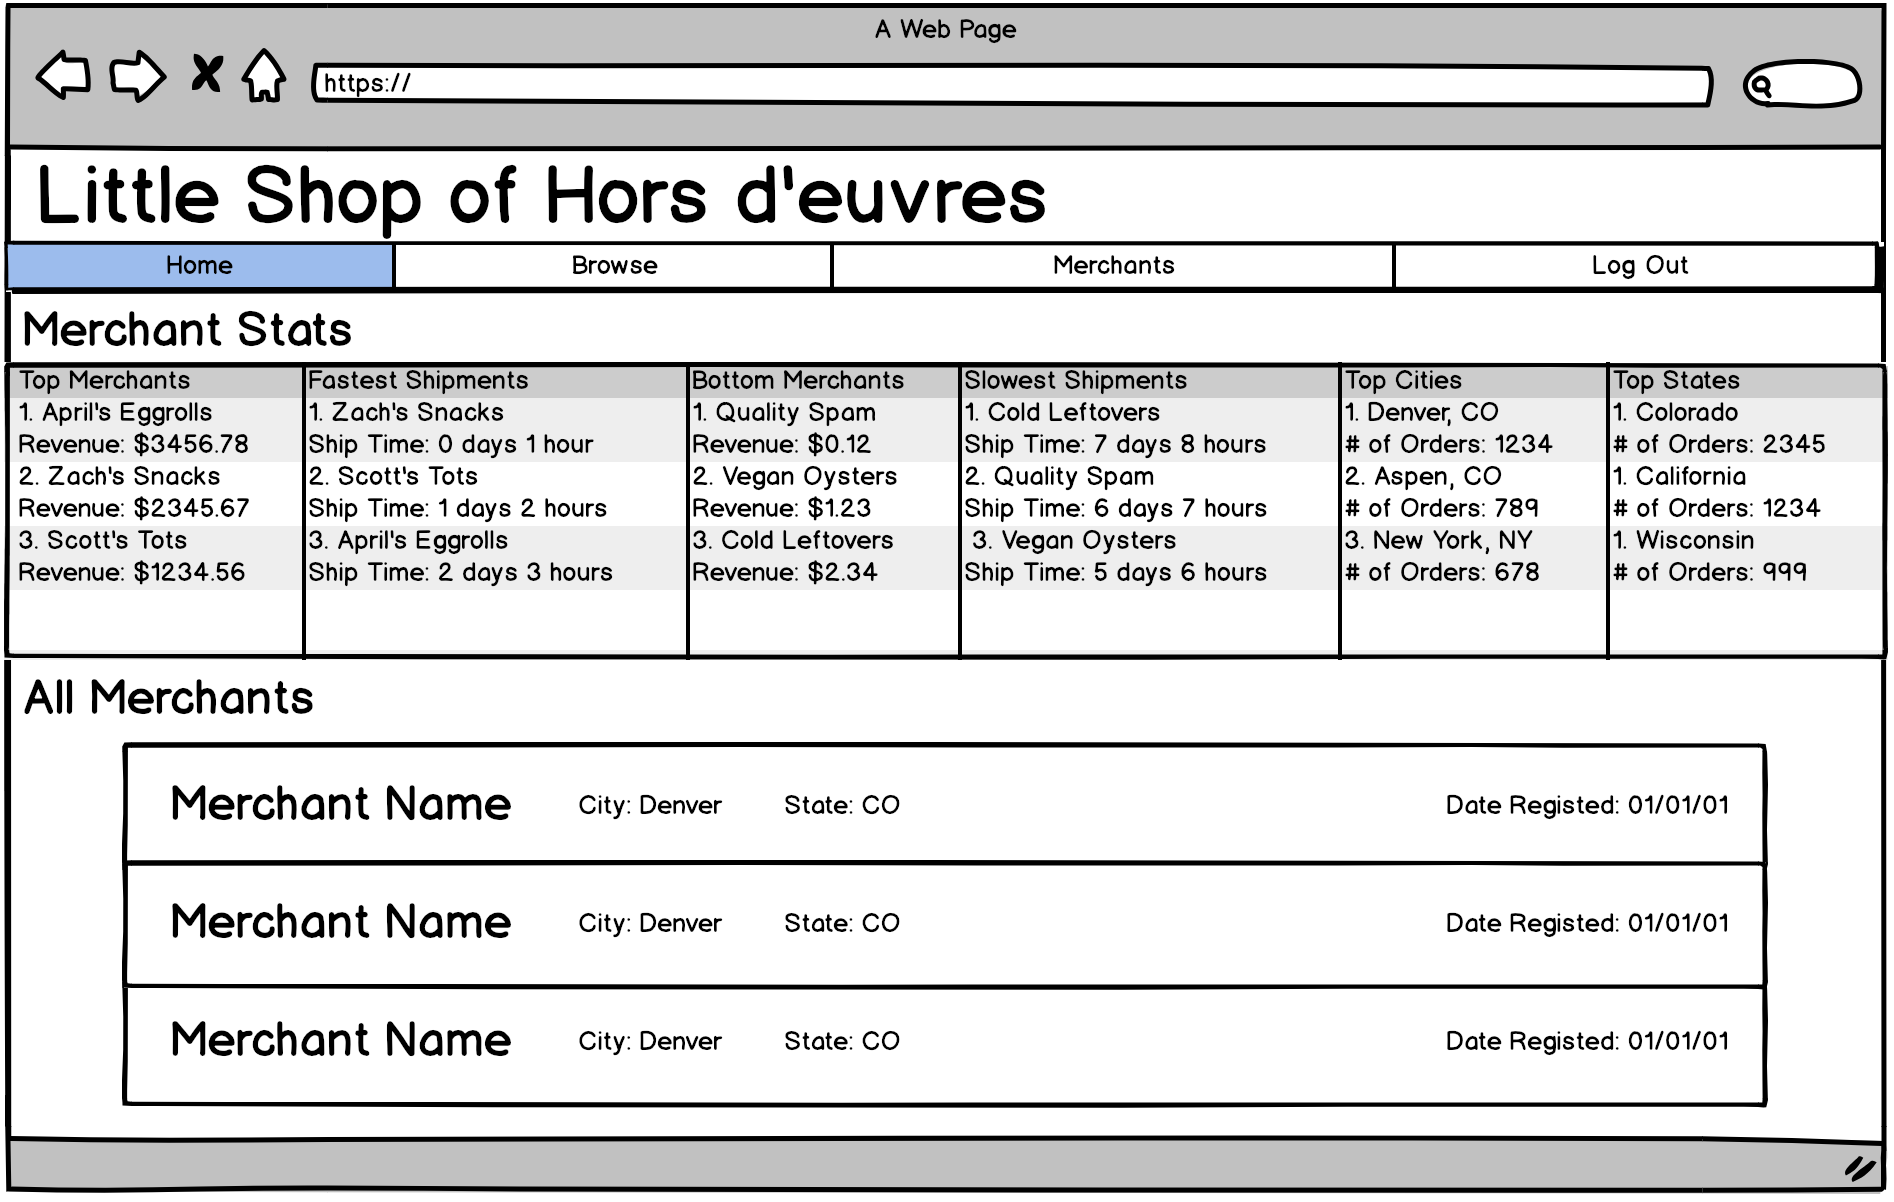 A Web Page
https://
Little Shop of Hors d'euvres
Home Browse Merchants Log Out
Merchant Stats
Top Merchants Fastest Shipments Bottom Merchants Slowest Shipments Top Cities Top States
1. April's Eggrolls 1. Zach's Snacks 1. Quality Spam 1. Cold Leftovers 1. Denver, CO 1. Colorado
Revenue: $3456.78 Ship Time: 0 days 1 hour Revenue: $0.12 Ship Time: 7 days 8 hours # of Orders: 1234 # of Orders: 2345
2. Zach's Snacks 2. Scott's Tots 2. Vegan Oysters 2. Quality Spam 2. Aspen, CO 1. California
Revenue: $2345.67 Ship Time: 1 days 2 hours Revenue: $1.23 Ship Time: 6 days 7 hours # of Orders: 789 # of Orders: 1234
3. Scott's Tots 3. April's Eggrolls 3. Cold Leftovers 3. Vegan Oysters 3. New York, NY 1. Wisconsin
Revenue: $1234.56 Ship Time: 2 days 3 hours Revenue: $2.34 Ship Time: 5 days 6 hours # of Orders: 678 # of Orders: 999
All Merchants
Merchant Name City: Denver State: CO Date Registed: 01/01/01
Merchant Name City: Denver State: CO Date Registed: 01/01/01
Merchant Name City: Denver State: CO Date Registed: 01/01/01